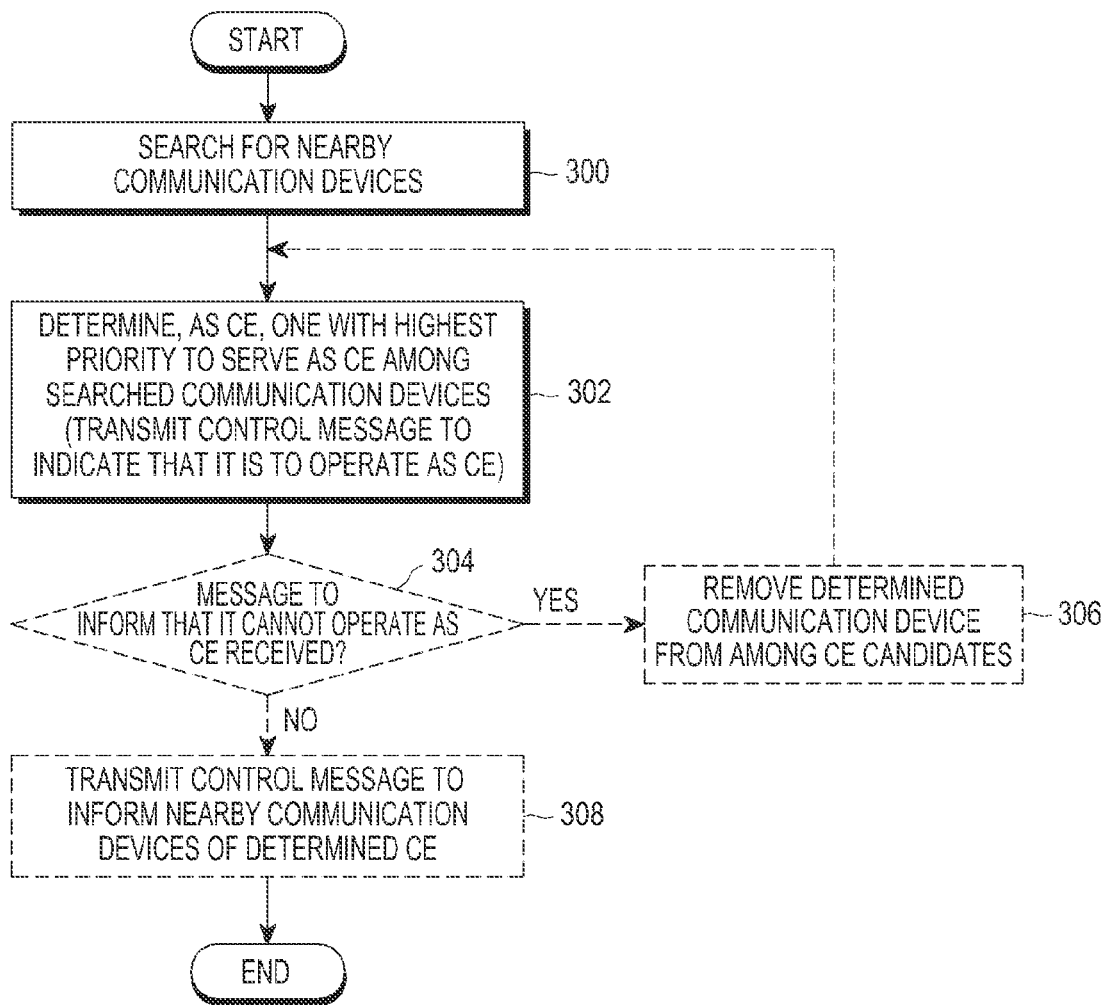 START
SEARCH FOR NEARBY
COMMUNICATION DEVICES
300
DETERMINE, AS CE, ONE WITH HIGHEST
PRIORITY TO SERVE AS CE AMONG
SEARCHED COMMUNICATION DEVICES
(TRANSMIT CONTROL MESSAGE TO
INDICATE THAT IT IS TO OPERATE AS CE)
302
304
MESSAGE TO
INFORM THAT IT CANNOT OPERATE AS
CE RECEIVED?
YES
REMOVE DETERMINED
COMMUNICATION DEVICE
FROM AMONG CE CANDIDATES
306
NO
TRANSMIT CONTROL MESSAGE TO
INFORM NEARBY COMMUNICATION
DEVICES OF DETERMINED CE
308
END